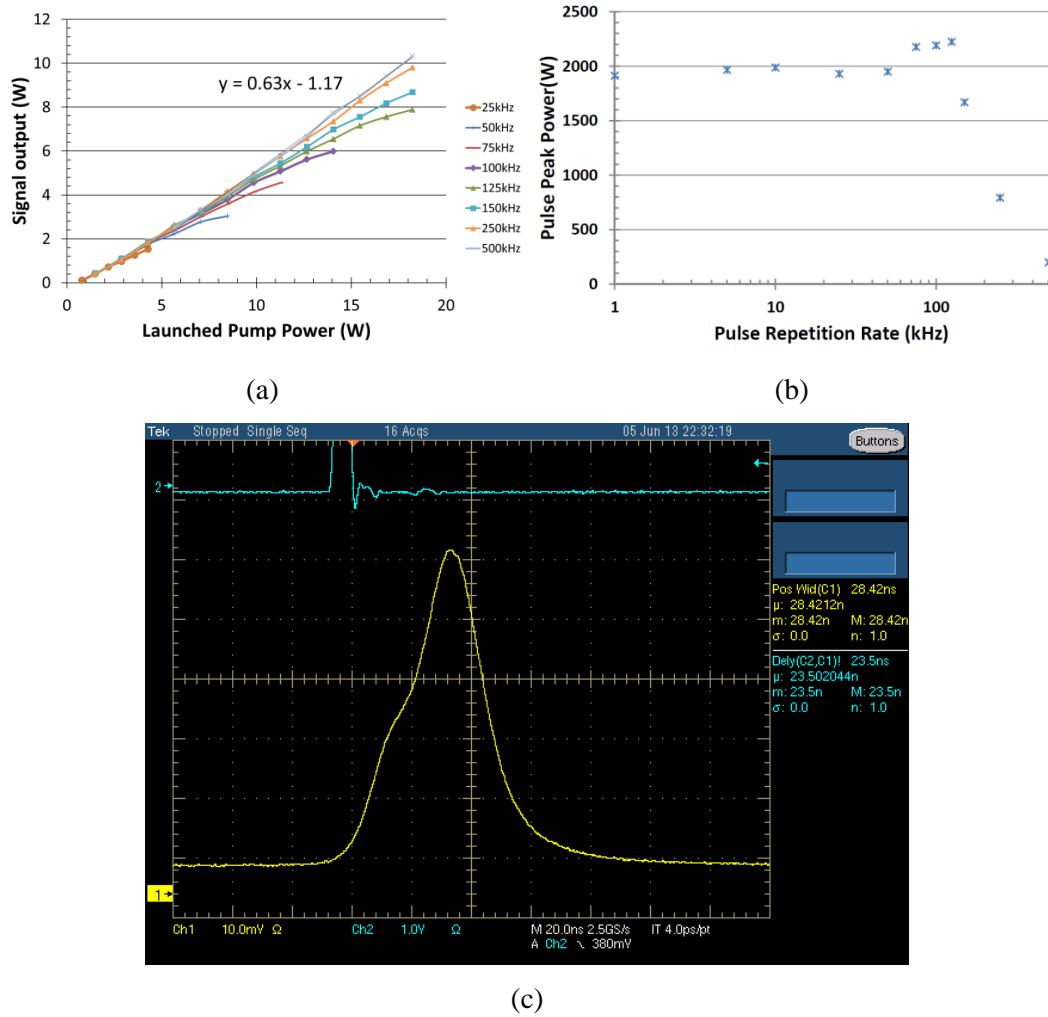 12
10
8
6
4
2
0
Signal output (W)
y = 0.63x - 1.17
0 5 10 15 20
Launched Pump Power (W)
25kHz
50kHz
75kHz
100kHz
125kHz
150kHz
250kHz
500kHz
(a)
2500
2000
1500
1000
500
0
Pulse Peak Power(W)
1 10 100
Pulse Repetition Rate (kHz)
(b)
Tek Stopped Single Seq 16 Acqs 05 Jun 13 22:32:19
Buttons
2
1
Pos Wid(C1) 28.42ns
µ: 28.4212n
m: 28.42n M: 28.42n
σ: 0.0 n: 1.0
Dely(C2,C1)! 23.5ns
µ: 23.502044n
m: 23.5n M: 23.5n
σ: 0.0 n: 1.0
Ch1 10.0mV Ω Ch2 1.0V Ω M 20.0ns 2.5GS/s IT 4.0ps/pt
A Ch2 ∖ 380mV
(c)